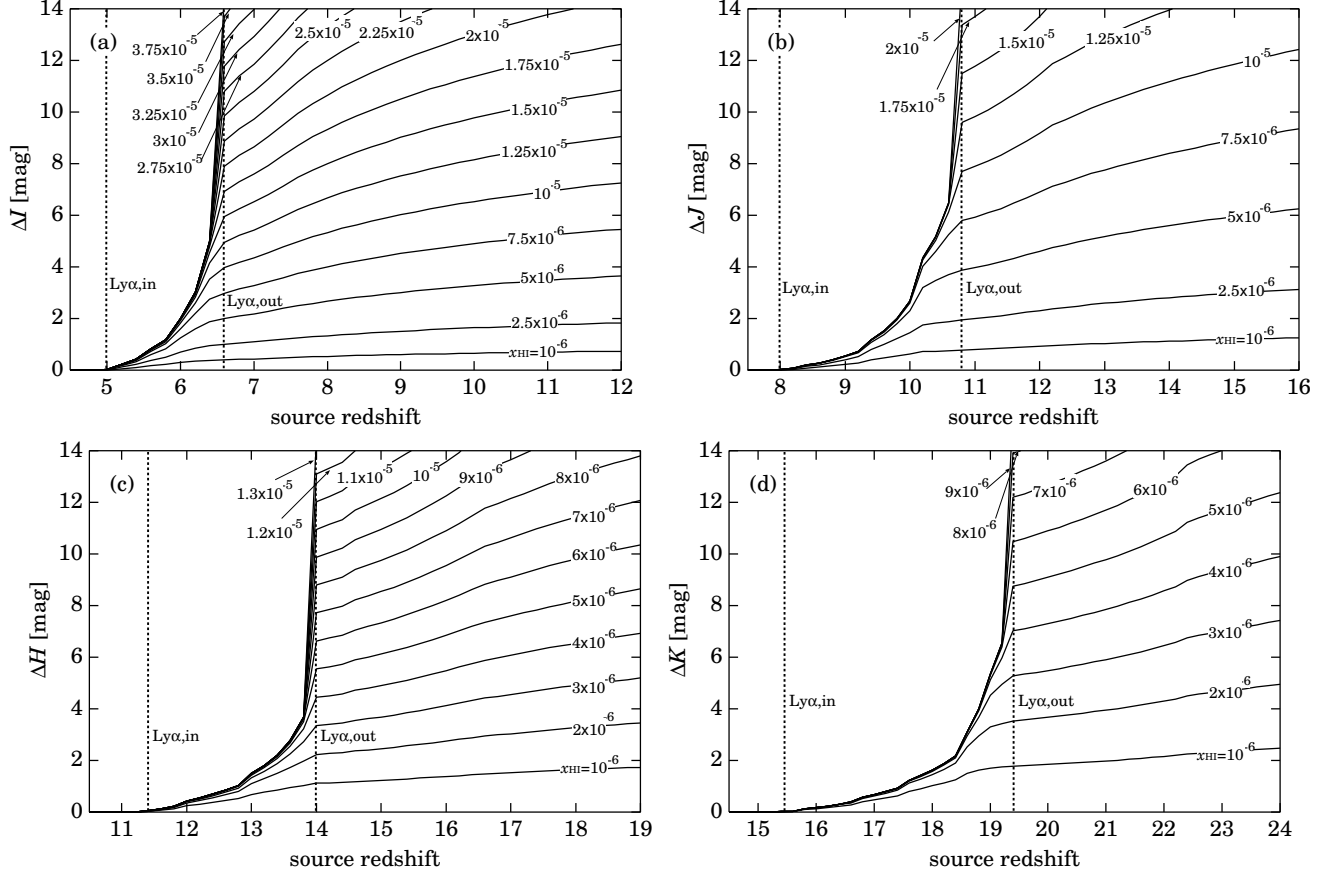 (a)
14
12
10
8
6
4
2
0
ΔI [mag]
3.75x10^-5
3.5x10^-5
3.25x10^-5
3x10^-5
2.75x10^-5
2.5x10^-5
2.25x10^-5
2x10^-5
1.75x10^-5
1.5x10^-5
1.25x10^-5
10^-5
7.5x10^-6
5x10^-6
2.5x10^-6
xHI=10^-6
Lyα,in
Lyα,out
5 6 7 8 9 10 11 12
source redshift
(b)
14
12
10
8
6
4
2
0
ΔJ [mag]
2x10^-5
1.75x10^-5
1.5x10^-5
1.25x10^-5
10^-5
7.5x10^-6
5x10^-6
2.5x10^-6
xHI=10^-6
Lyα,in
Lyα,out
8 9 10 11 12 13 14 15 16
source redshift
(c)
14
12
10
8
6
4
2
0
ΔH [mag]
1.3x10^-5
1.2x10^-5
1.1x10^-5
10^-5
9x10^-6
8x10^-6
7x10^-6
6x10^-6
5x10^-6
4x10^-6
3x10^-6
2x10^-6
xHI=10^-6
Lyα,in
Lyα,out
11 12 13 14 15 16 17 18 19
source redshift
(d)
14
12
10
8
6
4
2
0
ΔK [mag]
9x10^-6
8x10^-6
7x10^-6
6x10^-6
5x10^-6
4x10^-6
3x10^-6
2x10^-6
xHI=10^-6
Lyα,in
Lyα,out
15 16 17 18 19 20 21 22 23 24
source redshift